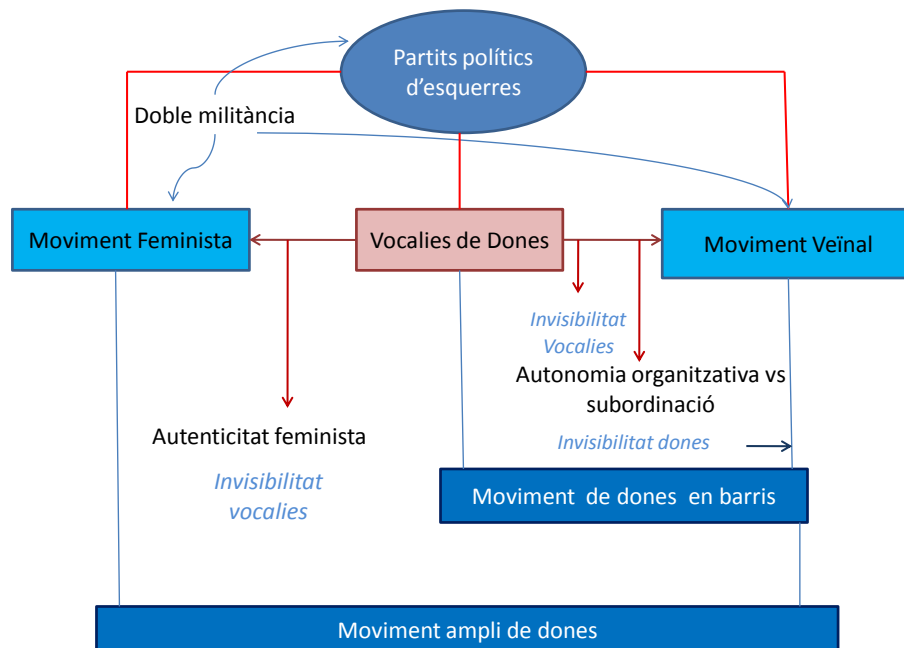 Partits polítics
d'esquerres
Doble militància
Moviment Feminista
Vocalies de Dones
Moviment Veïnal
Invisibilitat
Vocalies
Autonomia organitzativa vs
subordinació
Autenticitat feminista
Invisibilitat dones
Invisibilitat
vocalies
Moviment de dones en barris
Moviment ampli de dones